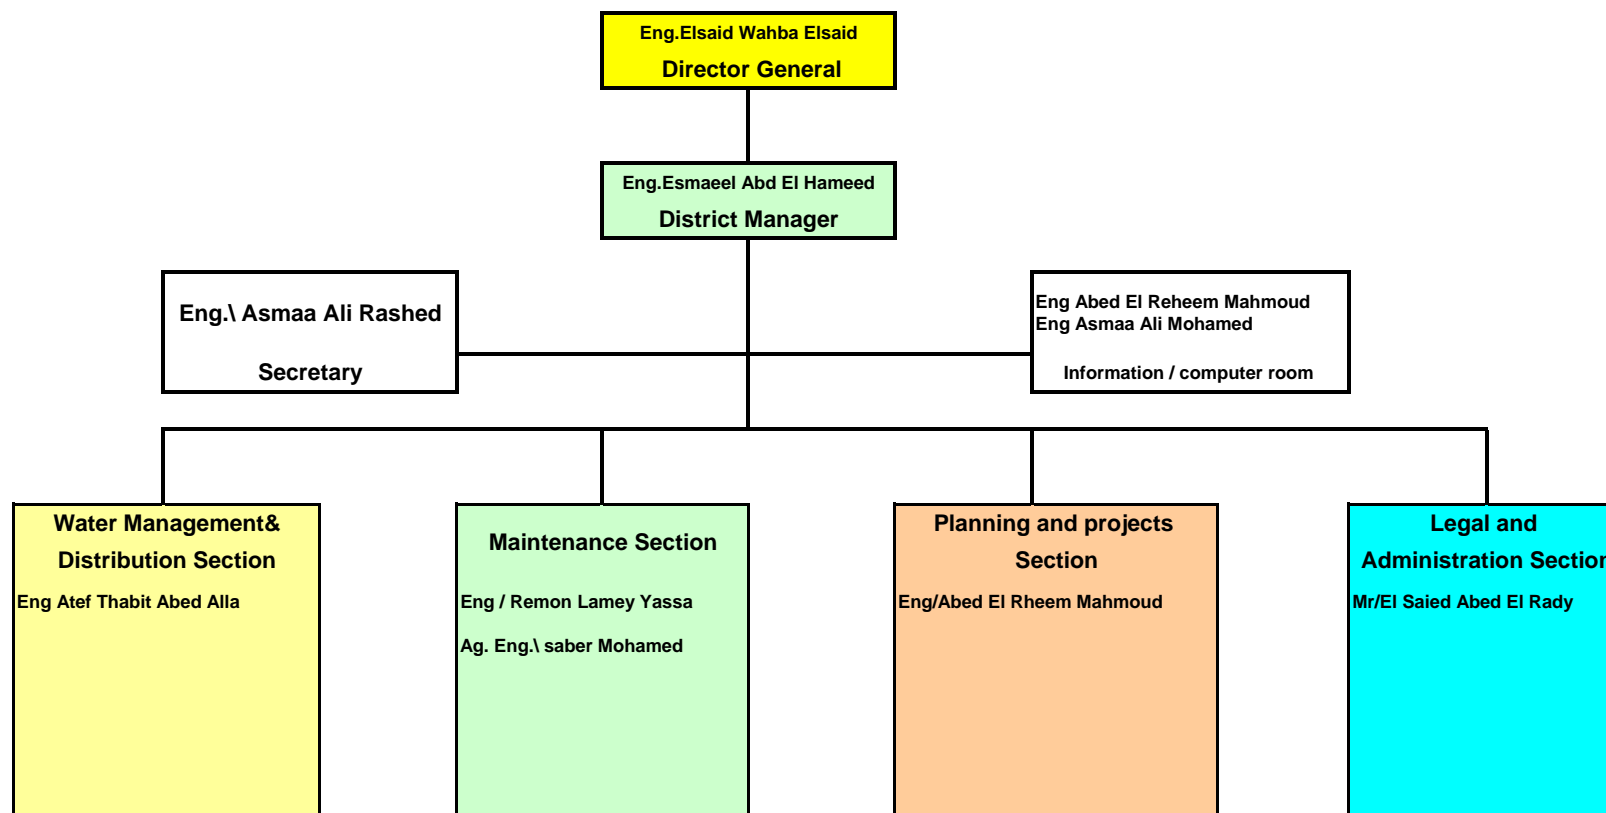 Eng.Elsaid Wahba Elsaid
Director General
Eng.Esmaeel Abd El Hameed
District Manager
Eng.\ Asmaa Ali Rashed
Secretary
Eng Abed El Reheem Mahmoud
Eng Asmaa Ali Mohamed
Information / computer room
Water Management&
Distribution Section
Eng Atef Thabit Abed Alla
Maintenance Section
Eng / Remon Lamey Yassa
Ag. Eng.\ saber Mohamed
Planning and projects
Section
Eng/Abed El Rheem Mahmoud
Legal and
Administration Section
Mr/El Saied Abed El Rady